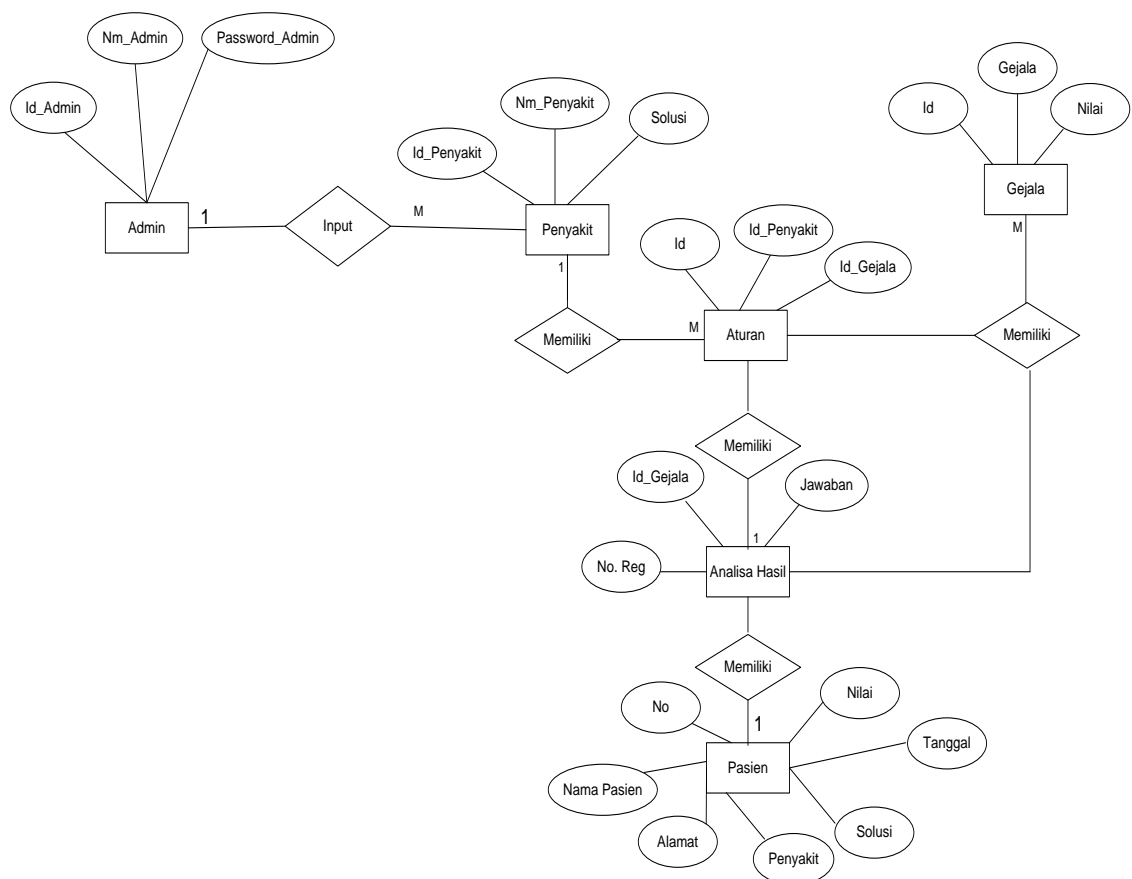 Nm_Admin
Password_Admin
Id_Admin
Gejala
Id
Nilai
Nm_Penyakit
Solusi
Id_Penyakit
Gejala
Admin
1
Input
M
Penyakit
1
M
Id
Id_Penyakit
Id_Gejala
Memiliki
M
Aturan
Memiliki
Memiliki
Id_Gejala
Jawaban
1
No. Reg
Analisa Hasil
Memiliki
No
Nilai
1
Tanggal
Pasien
Nama Pasien
Alamat
Solusi
Penyakit